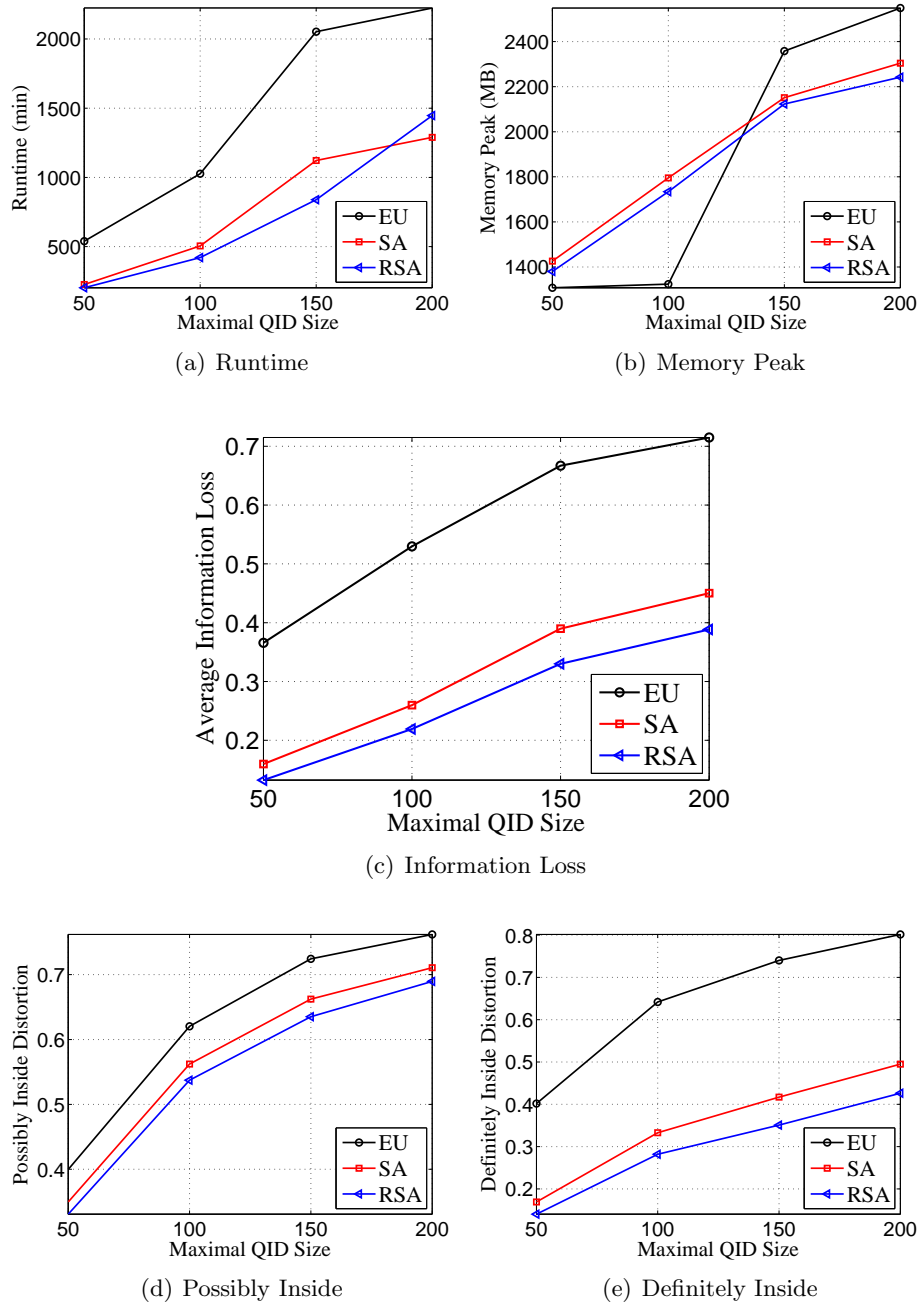 2000
1500
1000
500
50
100
150
200
Runtime (min)
Maximal QID Size
EU
SA
RSA
(a) Runtime
2400
2200
2000
1800
1600
1400
50
100
150
200
Memory Peak (MB)
Maximal QID Size
EU
SA
RSA
(b) Memory Peak
0.7
0.6
0.5
0.4
0.3
0.2
50
100
150
200
Average Information Loss
Maximal QID Size
EU
SA
RSA
(c) Information Loss
0.7
0.6
0.5
0.4
50
100
150
200
Possibly Inside Distortion
Maximal QID Size
EU
SA
RSA
(d) Possibly Inside
0.8
0.7
0.6
0.5
0.4
0.3
0.2
50
100
150
200
Definitely Inside Distortion
Maximal QID Size
EU
SA
RSA
(e) Definitely Inside